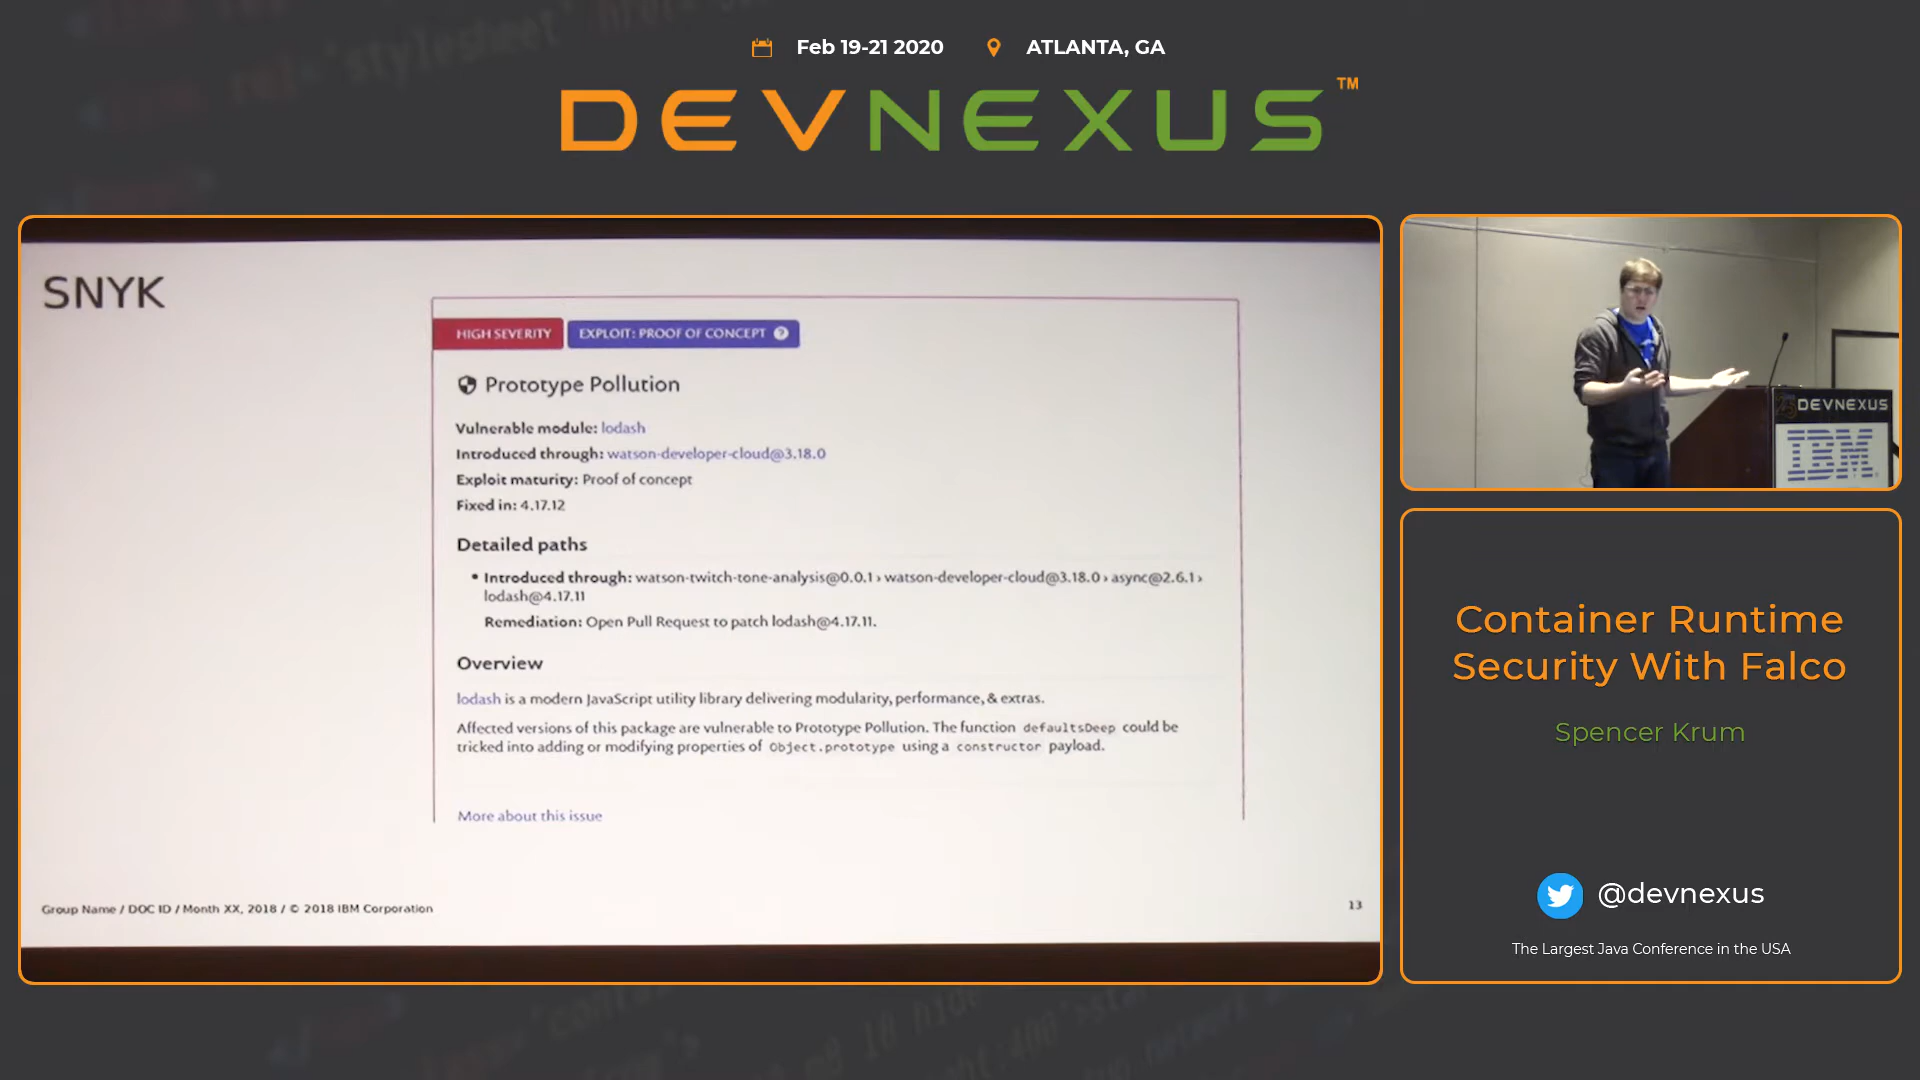 Feb 19-21 2020
ATLANTA, GA
DEVNEXUS™
SNYK
HIGH SEVERITY
EXPLOIT: PROOF OF CONCEPT ?
Prototype Pollution
Vulnerable module: lodash
Introduced through: watson-developer-cloud@3.18.0
Exploit maturity: Proof of concept
Fixed in: 4.17.12
Detailed paths
• Introduced through: watson-twitch-tone-analysis@0.0.1 › watson-developer-cloud@3.18.0 › async@2.6.1 ›
lodash@4.17.11
Remediation: Open Pull Request to patch lodash@4.17.11.
Overview
lodash is a modern JavaScript utility library delivering modularity, performance, & extras.
Affected versions of this package are vulnerable to Prototype Pollution. The function defaultsDeep could be
tricked into adding or modifying properties of Object.prototype using a constructor payload.
More about this issue
Group Name / DOC ID / Month XX, 2018 / © 2018 IBM Corporation
13
DEVNEXUS
IBM
Container Runtime
Security With Falco
Spencer Krum
@devnexus
The Largest Java Conference in the USA